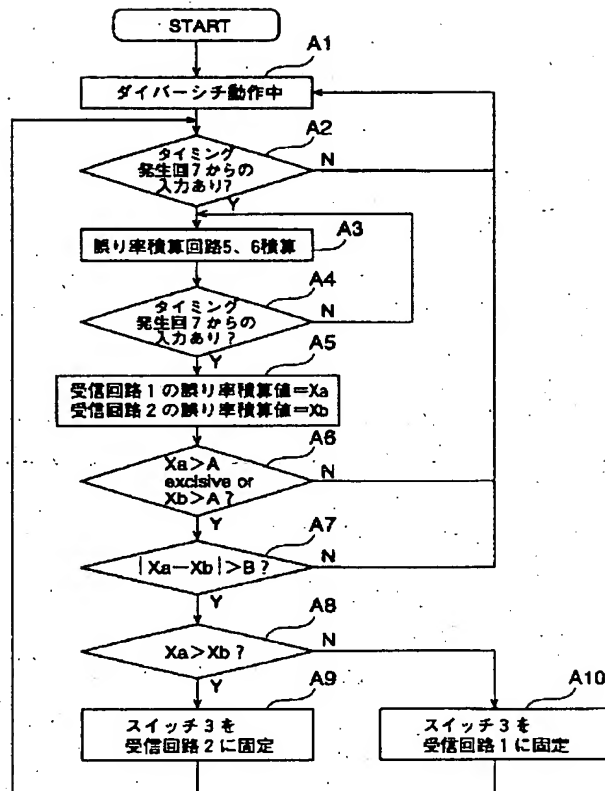 START
A1
ダイバーシチ動作中
A2
タイミング
発生回7からの
入力あり?
N
Y
A3
誤り率積算回路5、6積算
A4
タイミング
発生回7からの
入力あり?
N
Y
A5
受信回路1の誤り率積算値=Xa
受信回路2の誤り率積算値=Xb
A6
Xa>A
excisive or
Xb>A?
N
Y
A7
|Xa−Xb|>B?
N
Y
A8
Xa>Xb?
N
Y
A9
スイッチ3を
受信回路2に固定
A10
スイッチ3を
受信回路1に固定